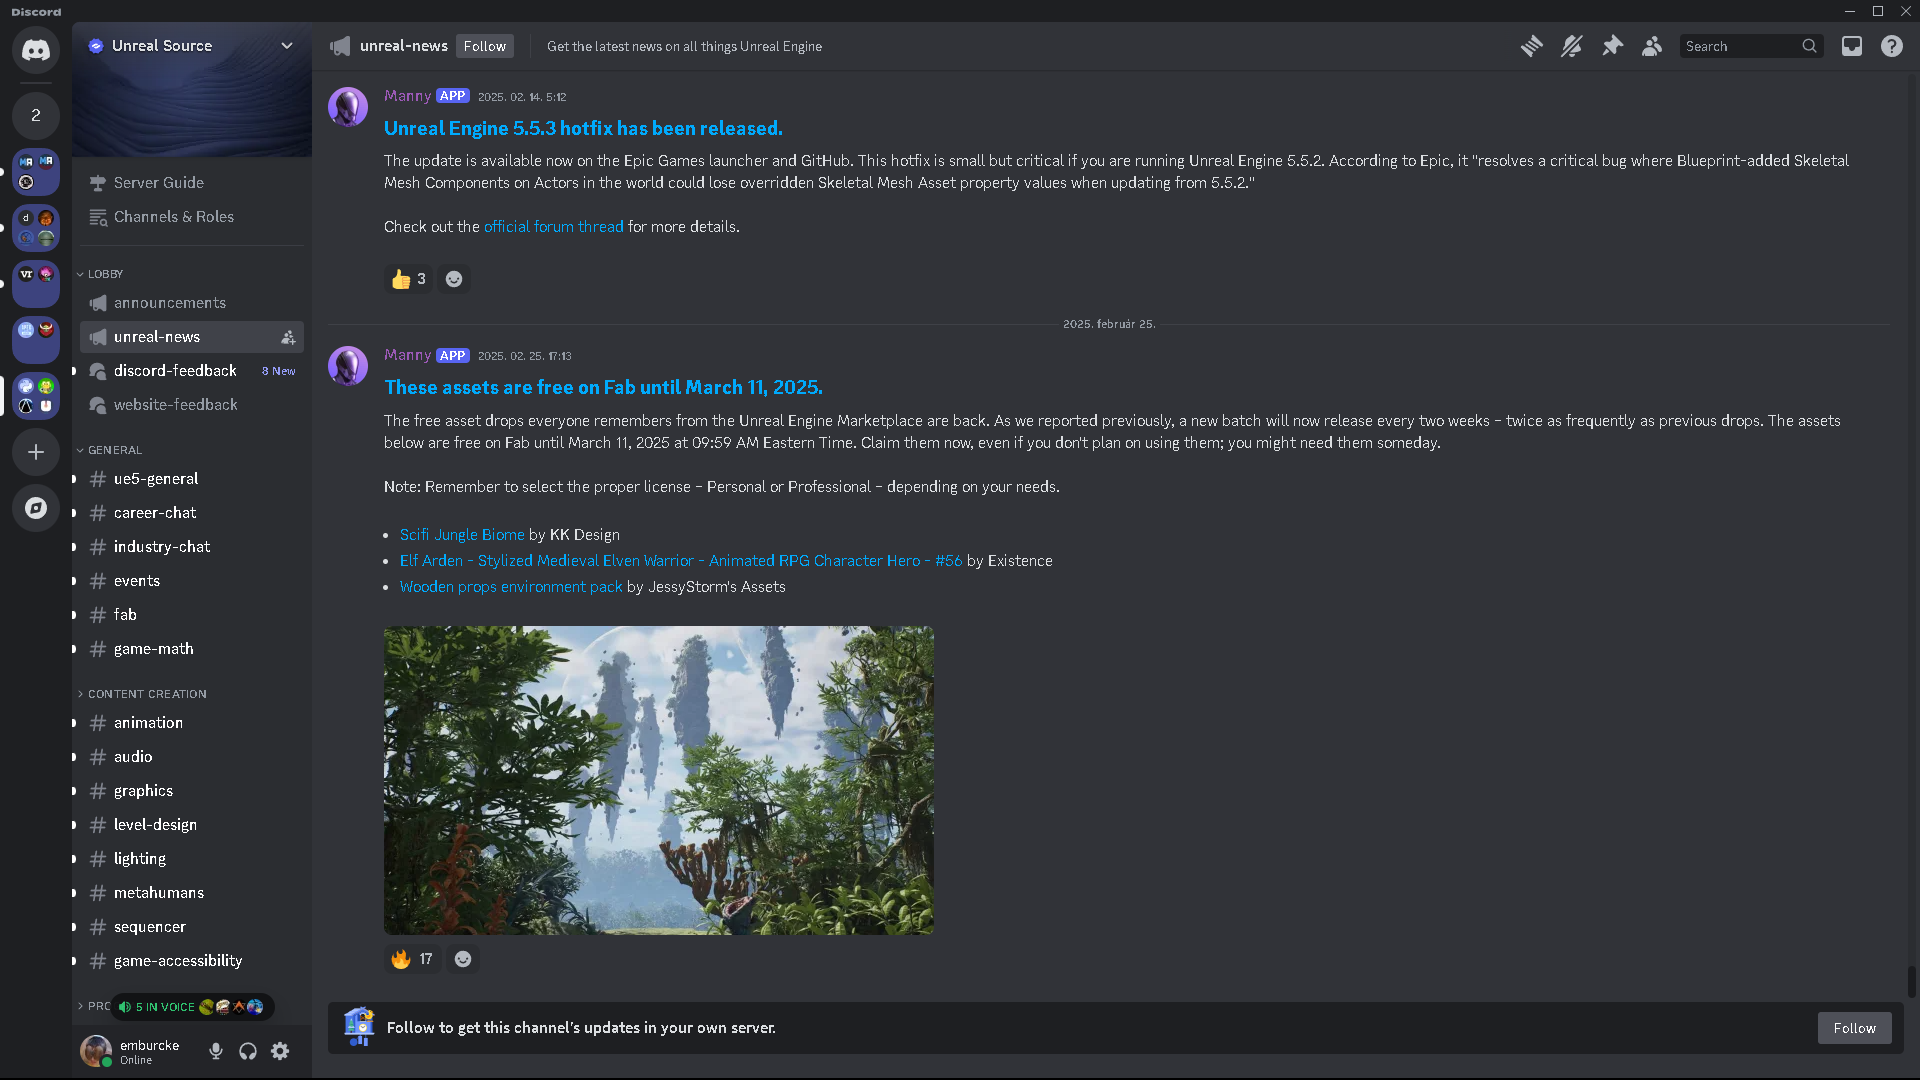 Discord
Unreal Source
Server Guide
Channels & Roles
LOBBY
announcements
unreal-news
discord-feedback 8 New
website-feedback
GENERAL
ue5-general
career-chat
industry-chat
events
fab
game-math
CONTENT CREATION
animation
audio
graphics
level-design
lighting
metahumans
sequencer
game-accessibility
PRO
5 IN VOICE
emburcke
Online
2
MA MA
d
vr
unreal-news Follow Get the latest news on all things Unreal Engine Search
Manny APP 2025. 02. 14. 5:12
Unreal Engine 5.5.3 hotfix has been released.
The update is available now on the Epic Games launcher and GitHub. This hotfix is small but critical if you are running Unreal Engine 5.5.2. According to Epic, it "resolves a critical bug where Blueprint-added Skeletal
Mesh Components on Actors in the world could lose overridden Skeletal Mesh Asset property values when updating from 5.5.2."
Check out the official forum thread for more details.
3
2025. február 25.
Manny APP 2025. 02. 25. 17:13
These assets are free on Fab until March 11, 2025.
The free asset drops everyone remembers from the Unreal Engine Marketplace are back. As we reported previously, a new batch will now release every two weeks – twice as frequently as previous drops. The assets
below are free on Fab until March 11, 2025 at 09:59 AM Eastern Time. Claim them now, even if you don't plan on using them; you might need them someday.
Note: Remember to select the proper license – Personal or Professional – depending on your needs.
• Scifi Jungle Biome by KK Design
• Elf Arden - Stylized Medieval Elven Warrior - Animated RPG Character Hero - #56 by Existence
• Wooden props environment pack by JessyStorm's Assets
17
Follow to get this channel's updates in your own server. Follow